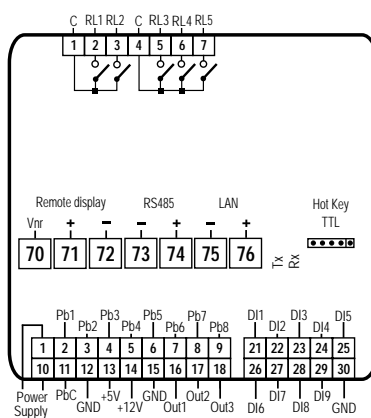 C RL1 RL2 C RL3 RL4 RL5
1 2 3 4 5 6 7
Remote display RS485 LAN Hot Key
Vnr + − − + − + TTL
70 71 72 73 74 75 76
Tx
Rx
Pb1 Pb3 Pb5 Pb7 DI1 DI3 DI5
Pb2 Pb4 Pb6 Pb8 DI2 DI4
1 2 3 4 5 6 7 8 9 21 22 23 24 25
10 11 12 13 14 15 16 17 18 26 27 28 29 30
Power PbC +5V GND Out2 DI7 DI9
Supply GND +12V Out1 Out3 DI6 DI8 GND